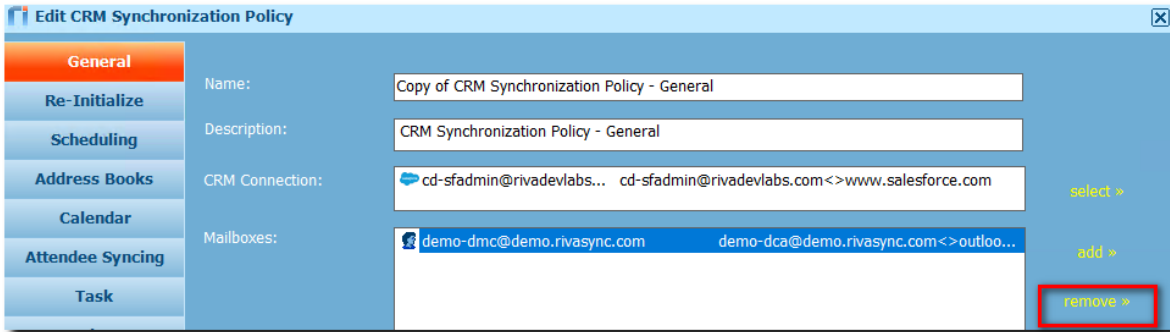 Edit CRM Synchronization Policy
General
Re-Initialize
Scheduling
Address Books
Calendar
Attendee Syncing
Task
Name:
Copy of CRM Synchronization Policy - General
Description:
CRM Synchronization Policy - General
CRM Connection:
cd-sfadmin@rivadevlabs... cd-sfadmin@rivadevlabs.com<>www.salesforce.com
select »
Mailboxes:
demo-dmc@demo.rivasync.com demo-dca@demo.rivasync.com<>outloo...
add »
remove »